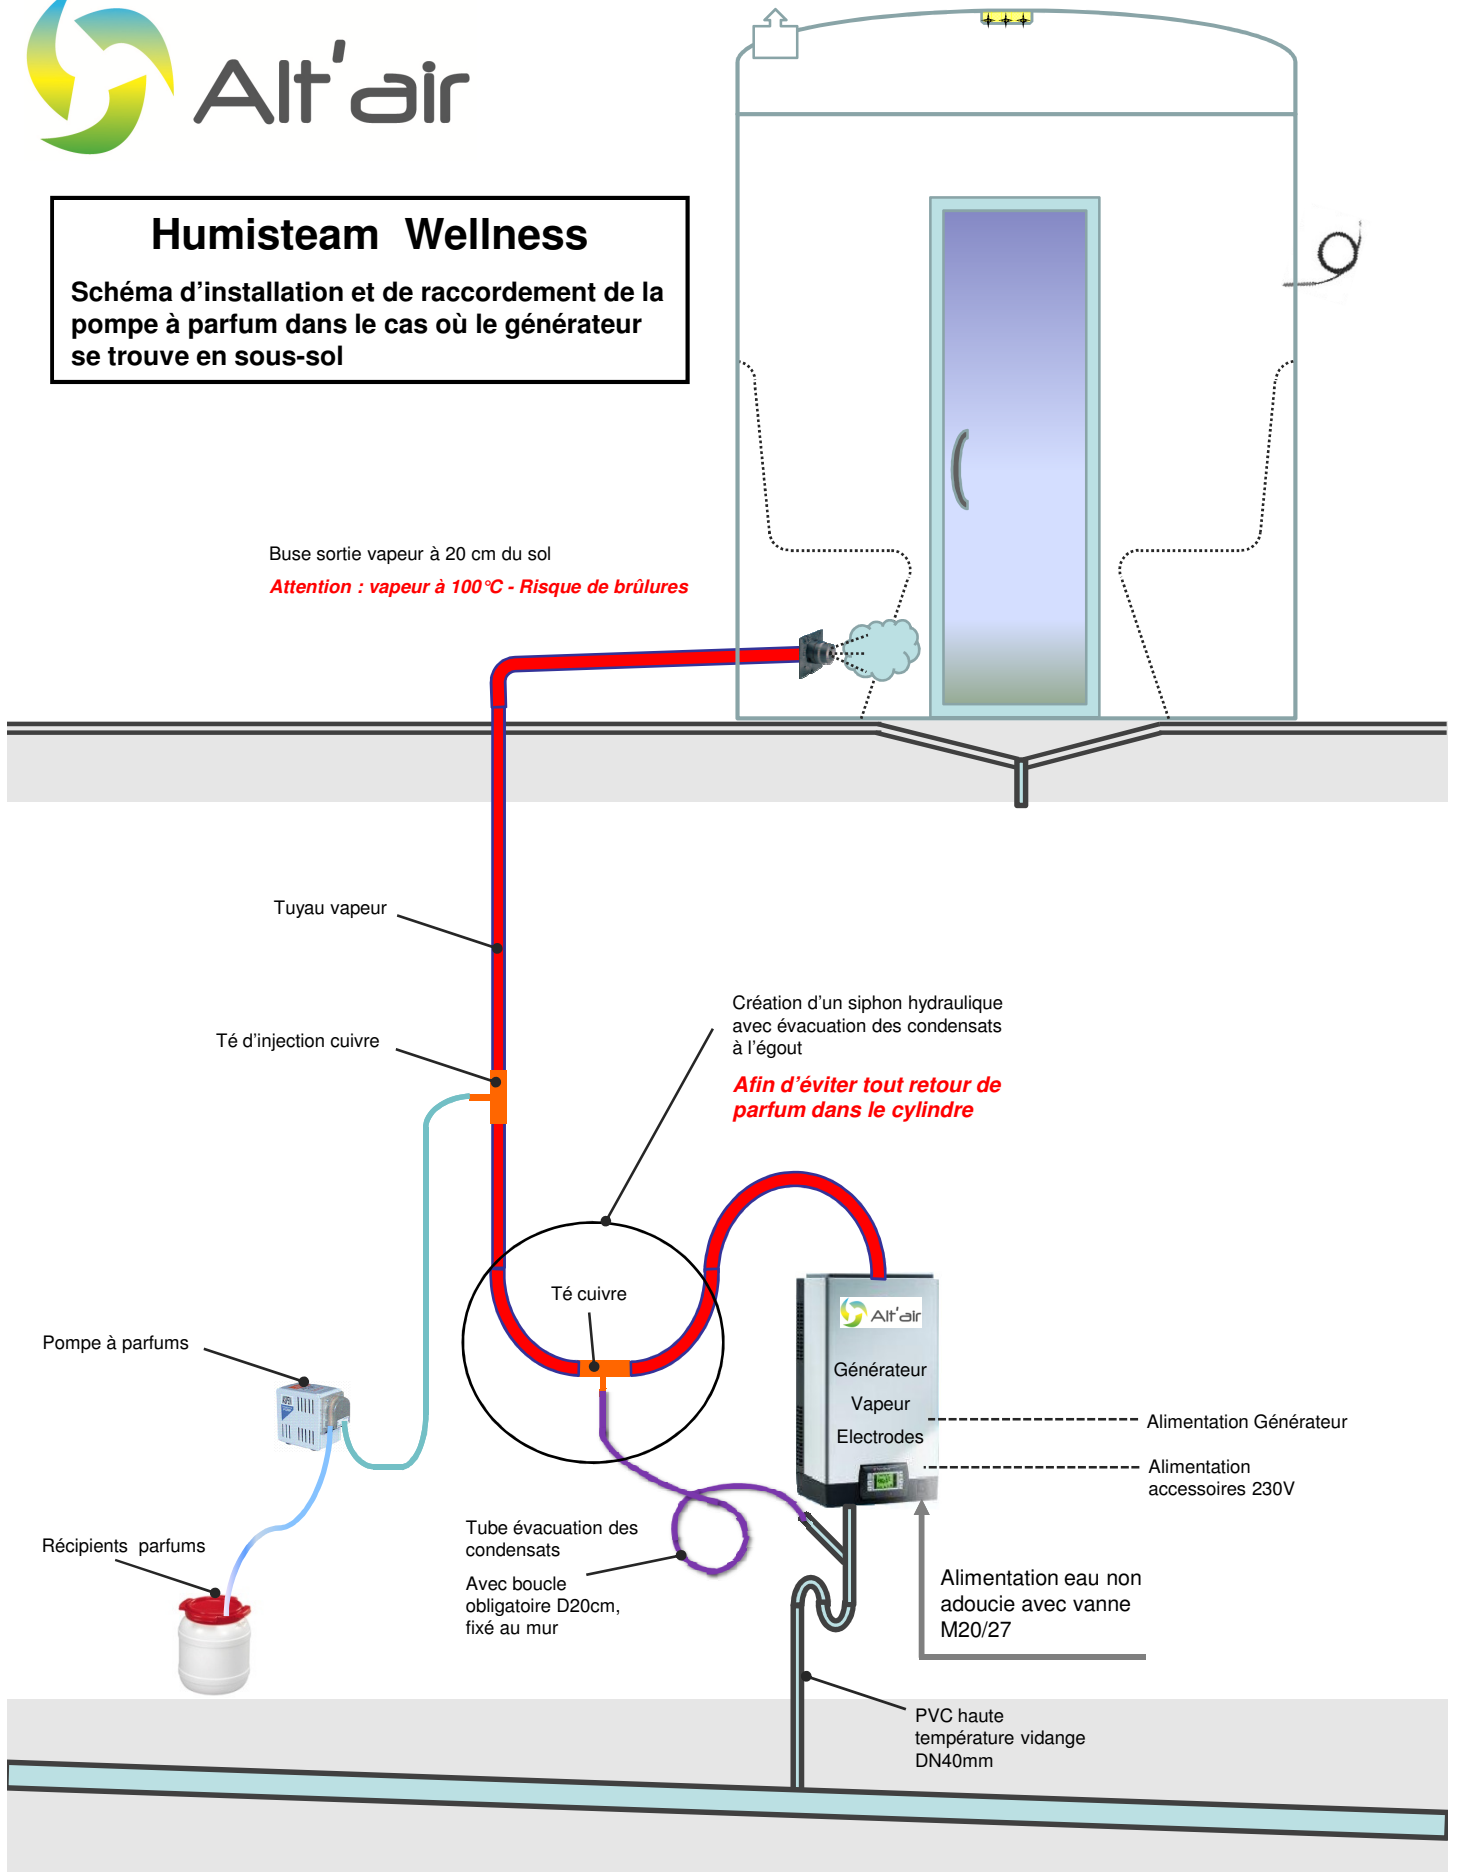 Alt'air
Humisteam Wellness
Schéma d'installation et de raccordement de la
pompe à parfum dans le cas où le générateur
se trouve en sous-sol
Buse sortie vapeur à 20 cm du sol
Attention : vapeur à 100°C - Risque de brûlures
Tuyau vapeur
Té d'injection cuivre
Création d'un siphon hydraulique
avec évacuation des condensats
à l'égout
Afin d'éviter tout retour de
parfum dans le cylindre
Té cuivre
Alt'air
Générateur
Vapeur
Electrodes
Pompe à parfums
Alimentation Générateur
Alimentation
accessoires 230V
Récipients parfums
Tube évacuation des
condensats
Avec boucle
obligatoire D20cm,
fixé au mur
Alimentation eau non
adoucie avec vanne
M20/27
PVC haute
température vidange
DN40mm